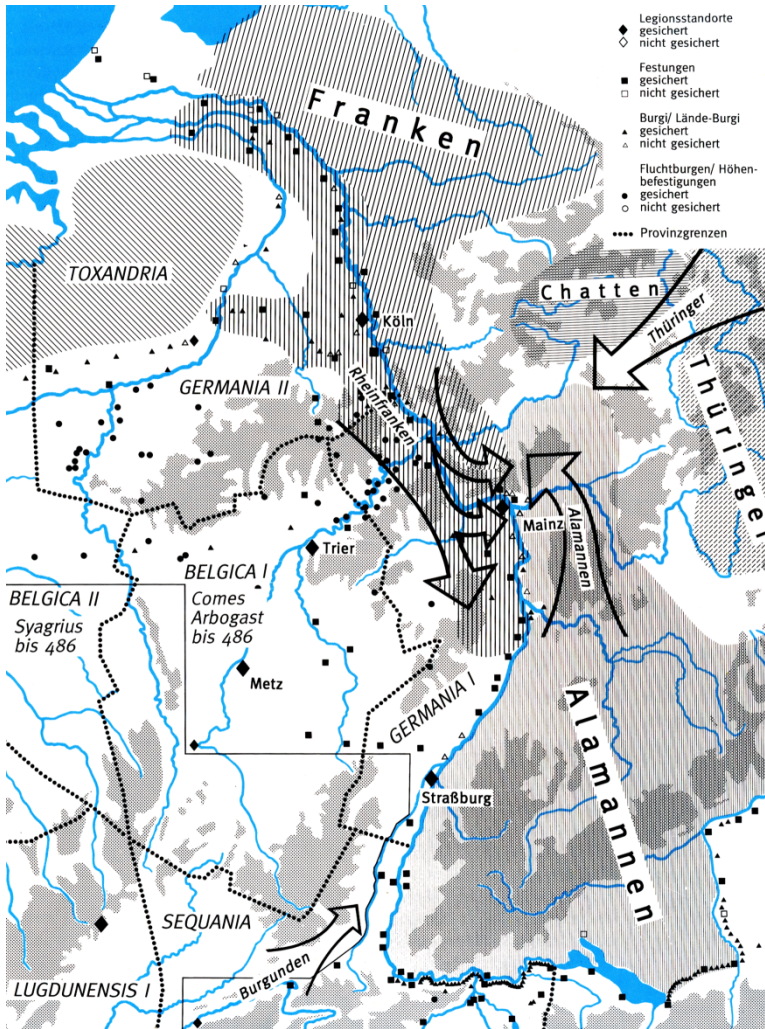 Legionsstandorte
gesichert
nicht gesichert
Festungen
gesichert
nicht gesichert
Burgi/ Lände-Burgi
gesichert
nicht gesichert
Fluchtburgen/ Höhen-
befestigungen
gesichert
nicht gesichert
Provinzgrenzen
Franken
TOXANDRIA
Chatten
Thüringer
Köln
Thüringer
GERMANIA II
Rheinfranken
Mainz
Alamannen
Trier
BELGICA I
Comes
Arbogast
bis 486
BELGICA II
Syagrius
bis 486
Metz
GERMANIA I
Alamannen
Straßburg
SEQUANIA
Burgunden
LUGDUNENSIS I